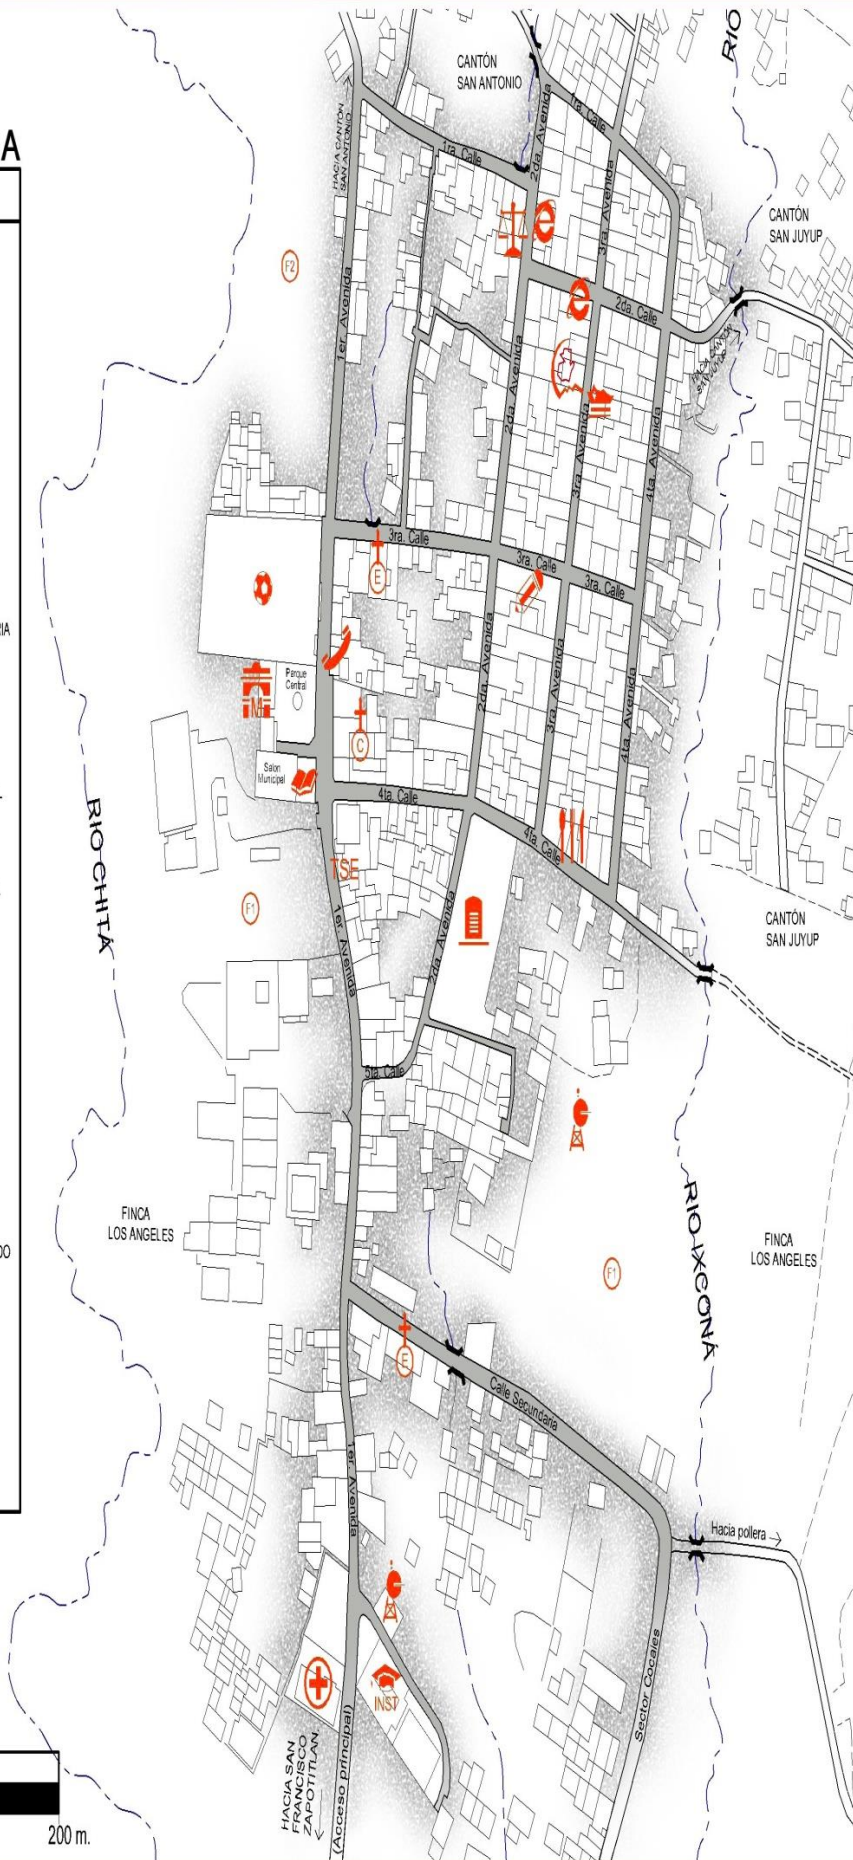 RIO
CANTÓN
SAN ANTONIO
A
1ra. Calle
2da. Avenida
1ra. Calle
HACIA CANTÓN
SAN ANTONIO
3ra. Avenida
CANTÓN
SAN JUYUP
e
F2
e
2da. Calle
1er. Avenida
2da. Avenida
3ra. Avenida
4ta. Avenida
3ra. Calle
3ra. Calle
3ra. Calle
E
IA
Parque
Central
M
2da. Avenida
3ra. Avenida
4ta. Avenida
C
Salon
Municipal
4ta. Calle
4ta. Calle
TSE
RIO CHITÁ
F1
1er. Avenida
2da. Avenida
CANTÓN
SAN JUYUP
5ta. Calle
FINCA
LOS ANGELES
DO
RIO IXCONÁ
FINCA
LOS ANGELES
F1
E
Calle Secundaria
1er. Avenida
Hacia pollera
INST
Sector Cocales
HACIA SAN
FRANCISCO
ZAPOTITLAN
(Acceso principal)
200 m.